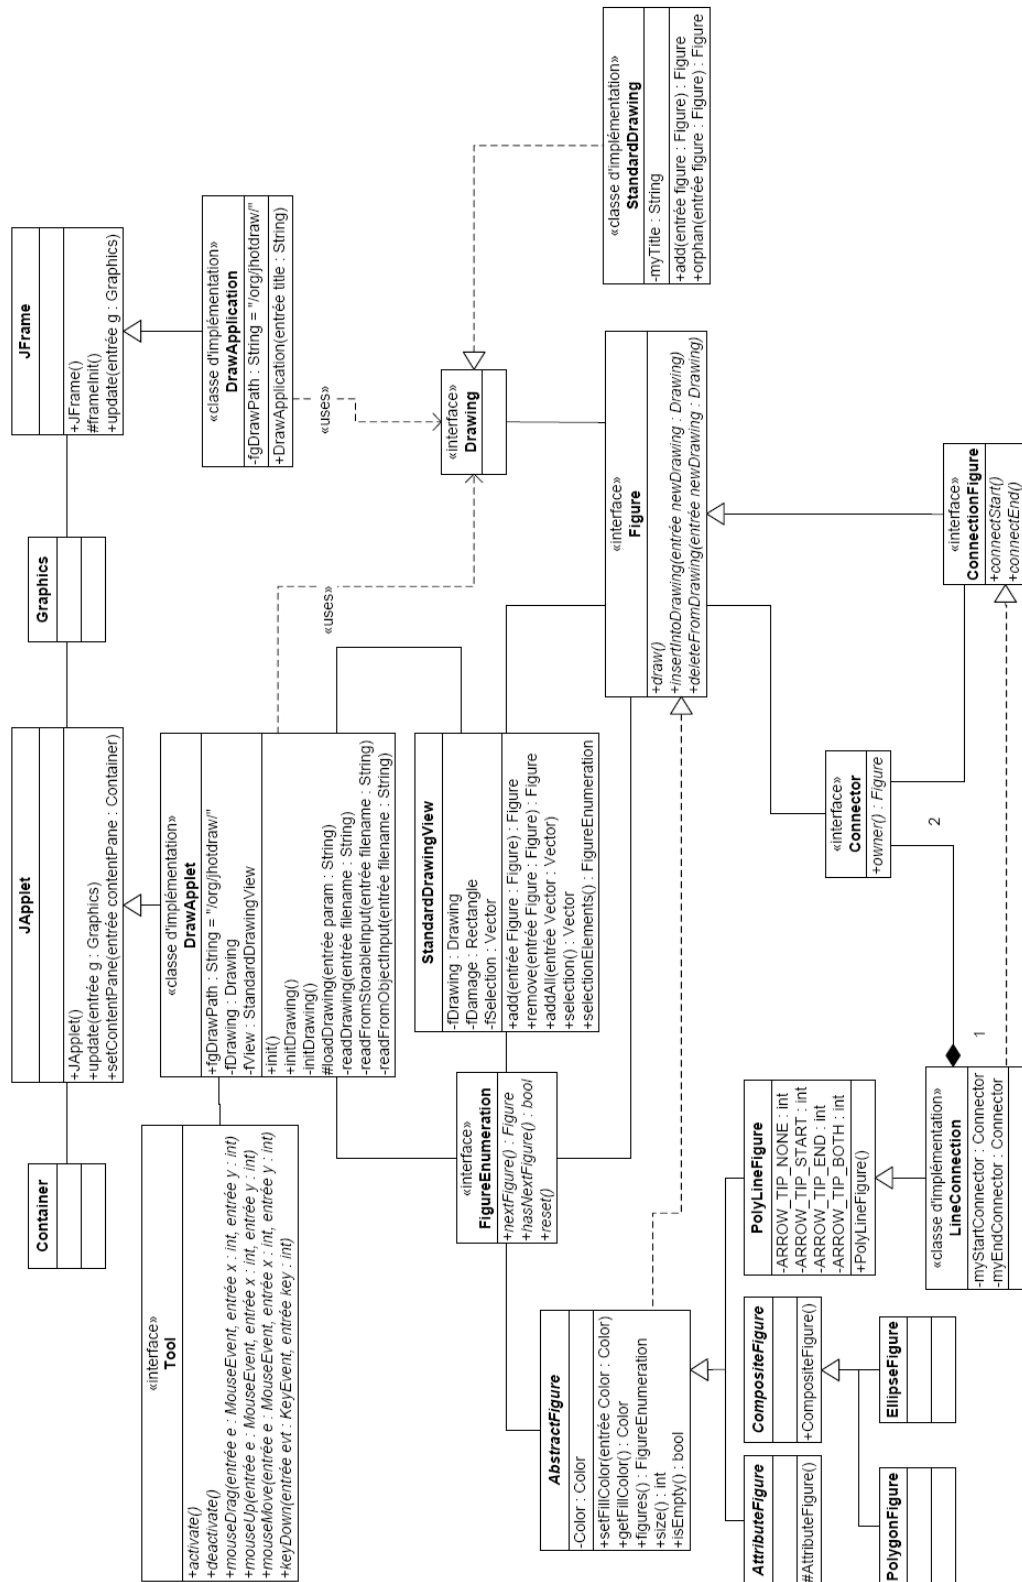 Container
JApplet
+JApplet()
+update(entrée g : Graphics)
+setContentPane(entrée contentPane : Container)
Graphics
JFrame
+JFrame()
#frameInit()
+update(entrée g : Graphics)
«interface»
Tool
+activate()
+deactivate()
+mouseDrag(entrée e : MouseEvent, entrée x : int, entrée y : int)
+mouseUp(entrée e : MouseEvent, entrée x : int, entrée y : int)
+mouseMove(entrée e : MouseEvent, entrée x : int, entrée y : int)
+keyDown(entrée evt : KeyEvent, entrée key : int)
«classe d'implémentation»
DrawApplet
+fgDrawPath : String = "/org/jhotdraw/"
-fDrawing : Drawing
-fView : StandardDrawingView
+init()
+initDrawing()
-initDrawing()
#loadDrawing(entrée param : String)
-readDrawing(entrée filename : String)
-readFromStorableInput(entrée filename : String)
-readFromObjectInput(entrée filename : String)
«classe d'implémentation»
DrawApplication
-fgDrawPath : String = "/org/jhotdraw/"
+DrawApplication(entrée title : String)
«uses»
«uses»
«interface»
FigureEnumeration
+nextFigure() : Figure
+hasNextFigure() : bool
+reset()
StandardDrawingView
-fDrawing : Drawing
-fDamage : Rectangle
-fSelection : Vector
+add(entrée Figure : Figure) : Figure
+remove(entrée Figure : Figure) : Figure
+addAll(entrée Vector : Vector)
+selection() : Vector
+selectionElements() : FigureEnumeration
«interface»
Drawing
«classe d'implémentation»
StandardDrawing
-myTitle : String
+add(entrée figure : Figure) : Figure
+orphan(entrée figure : Figure) : Figure
AbstractFigure
-Color : Color
+setFillColor(entrée Color : Color)
+getFillColor() : Color
+figures() : FigureEnumeration
+size() : int
+isEmpty() : bool
«interface»
Figure
+draw()
+insertIntoDrawing(entrée newDrawing : Drawing)
+deleteFromDrawing(entrée newDrawing : Drawing)
AttributeFigure
#AttributeFigure()
CompositeFigure
+CompositeFigure()
PolyLineFigure
-ARROW_TIP_NONE : int
-ARROW_TIP_START : int
-ARROW_TIP_END : int
-ARROW_TIP_BOTH : int
+PolyLineFigure()
«interface»
Connector
+owner() : Figure
PolygonFigure
EllipseFigure
«classe d'implémentation»
LineConnection
-myStartConnector : Connector
-myEndConnector : Connector
1
2
«interface»
ConnectionFigure
+connectStart()
+connectEnd()